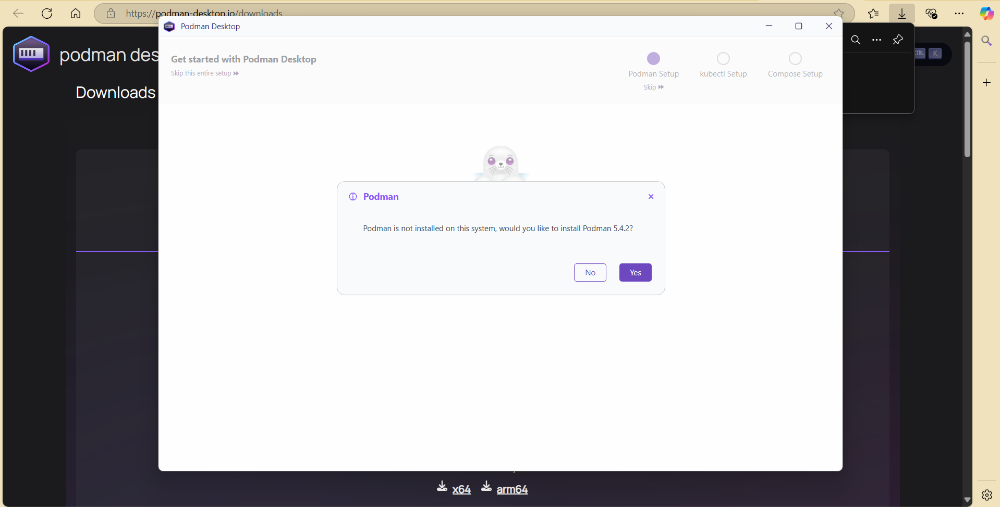 https://podman-desktop.io/downloads
Podman Desktop
podman des
Downloads
CTRL K
Get started with Podman Desktop
Skip this entire setup
Podman Setup
Skip
kubectl Setup
Compose Setup
Podman
Podman is not installed on this system, would you like to install Podman 5.4.2?
No
Yes
x64 arm64